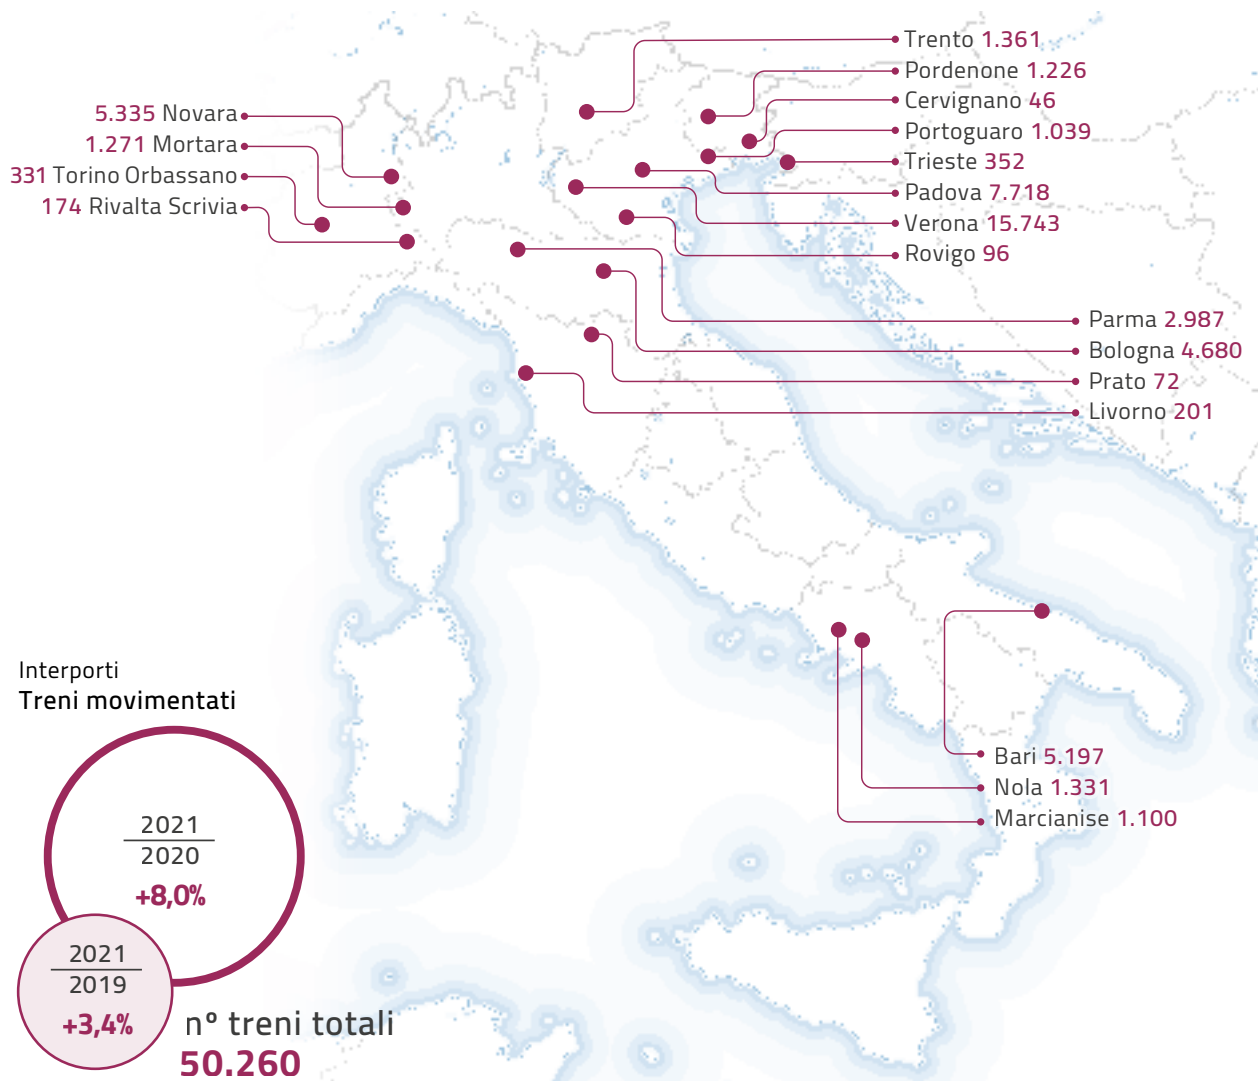 Trento 1.361
Pordenone 1.226
Cervignano 46
Portoguaro 1.039
Trieste 352
Padova 7.718
Verona 15.743
Rovigo 96
5.335 Novara
1.271 Mortara
331 Torino Orbassano
174 Rivalta Scrivia
Parma 2.987
Bologna 4.680
Prato 72
Livorno 201
Bari 5.197
Nola 1.331
Marcianise 1.100
Interporti
Treni movimentati
2021
2020
+8,0%
2021
2019
+3,4%
n° treni totali
50.260